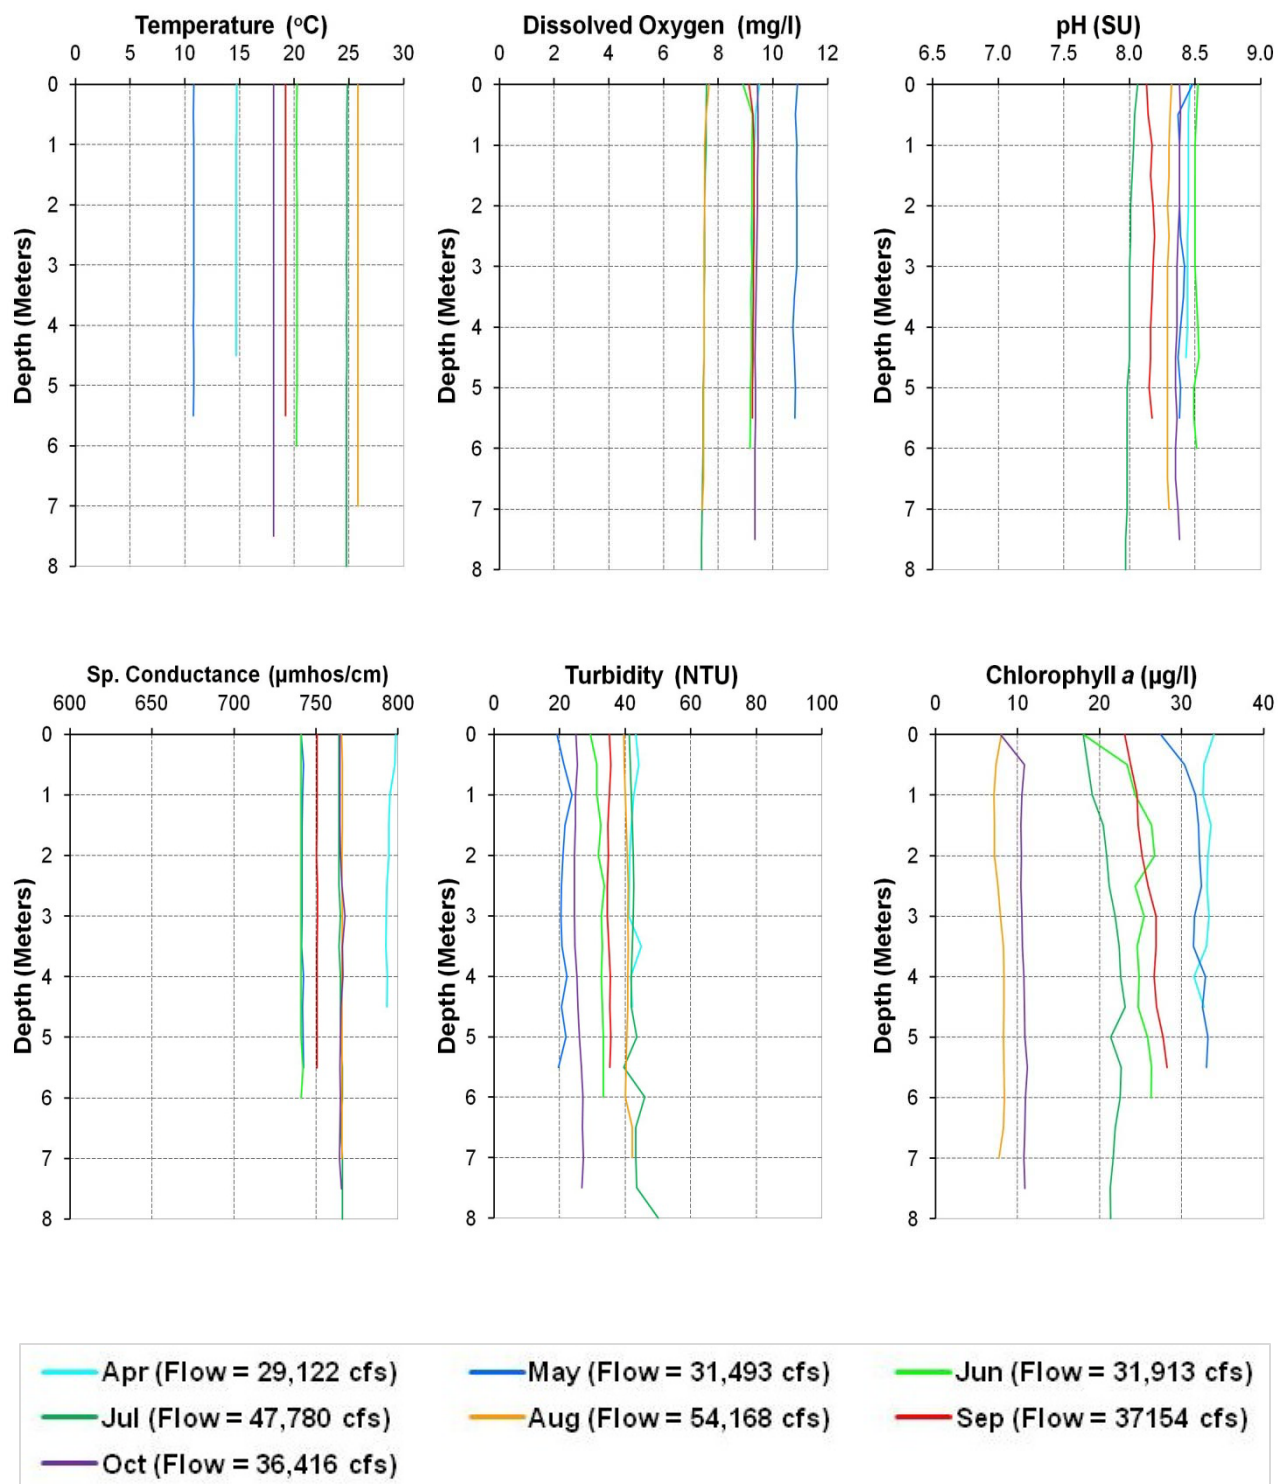 Temperature (°C)
0 5 10 15 20 25 30
0
1
2
3
4
5
6
7
8
Depth (Meters)
Dissolved Oxygen (mg/l)
0 2 4 6 8 10 12
0
1
2
3
4
5
6
7
8
Depth (Meters)
pH (SU)
6.5 7.0 7.5 8.0 8.5 9.0
0
1
2
3
4
5
6
7
8
Depth (Meters)
Sp. Conductance (µmhos/cm)
600 650 700 750 800
0
1
2
3
4
5
6
7
8
Depth (Meters)
Turbidity (NTU)
0 20 40 60 80 100
0
1
2
3
4
5
6
7
8
Depth (Meters)
Chlorophyll a (µg/l)
0 10 20 30 40
0
1
2
3
4
5
6
7
8
Depth (Meters)
Apr (Flow = 29,122 cfs)
May (Flow = 31,493 cfs)
Jun (Flow = 31,913 cfs)
Jul (Flow = 47,780 cfs)
Aug (Flow = 54,168 cfs)
Sep (Flow = 37154 cfs)
Oct (Flow = 36,416 cfs)